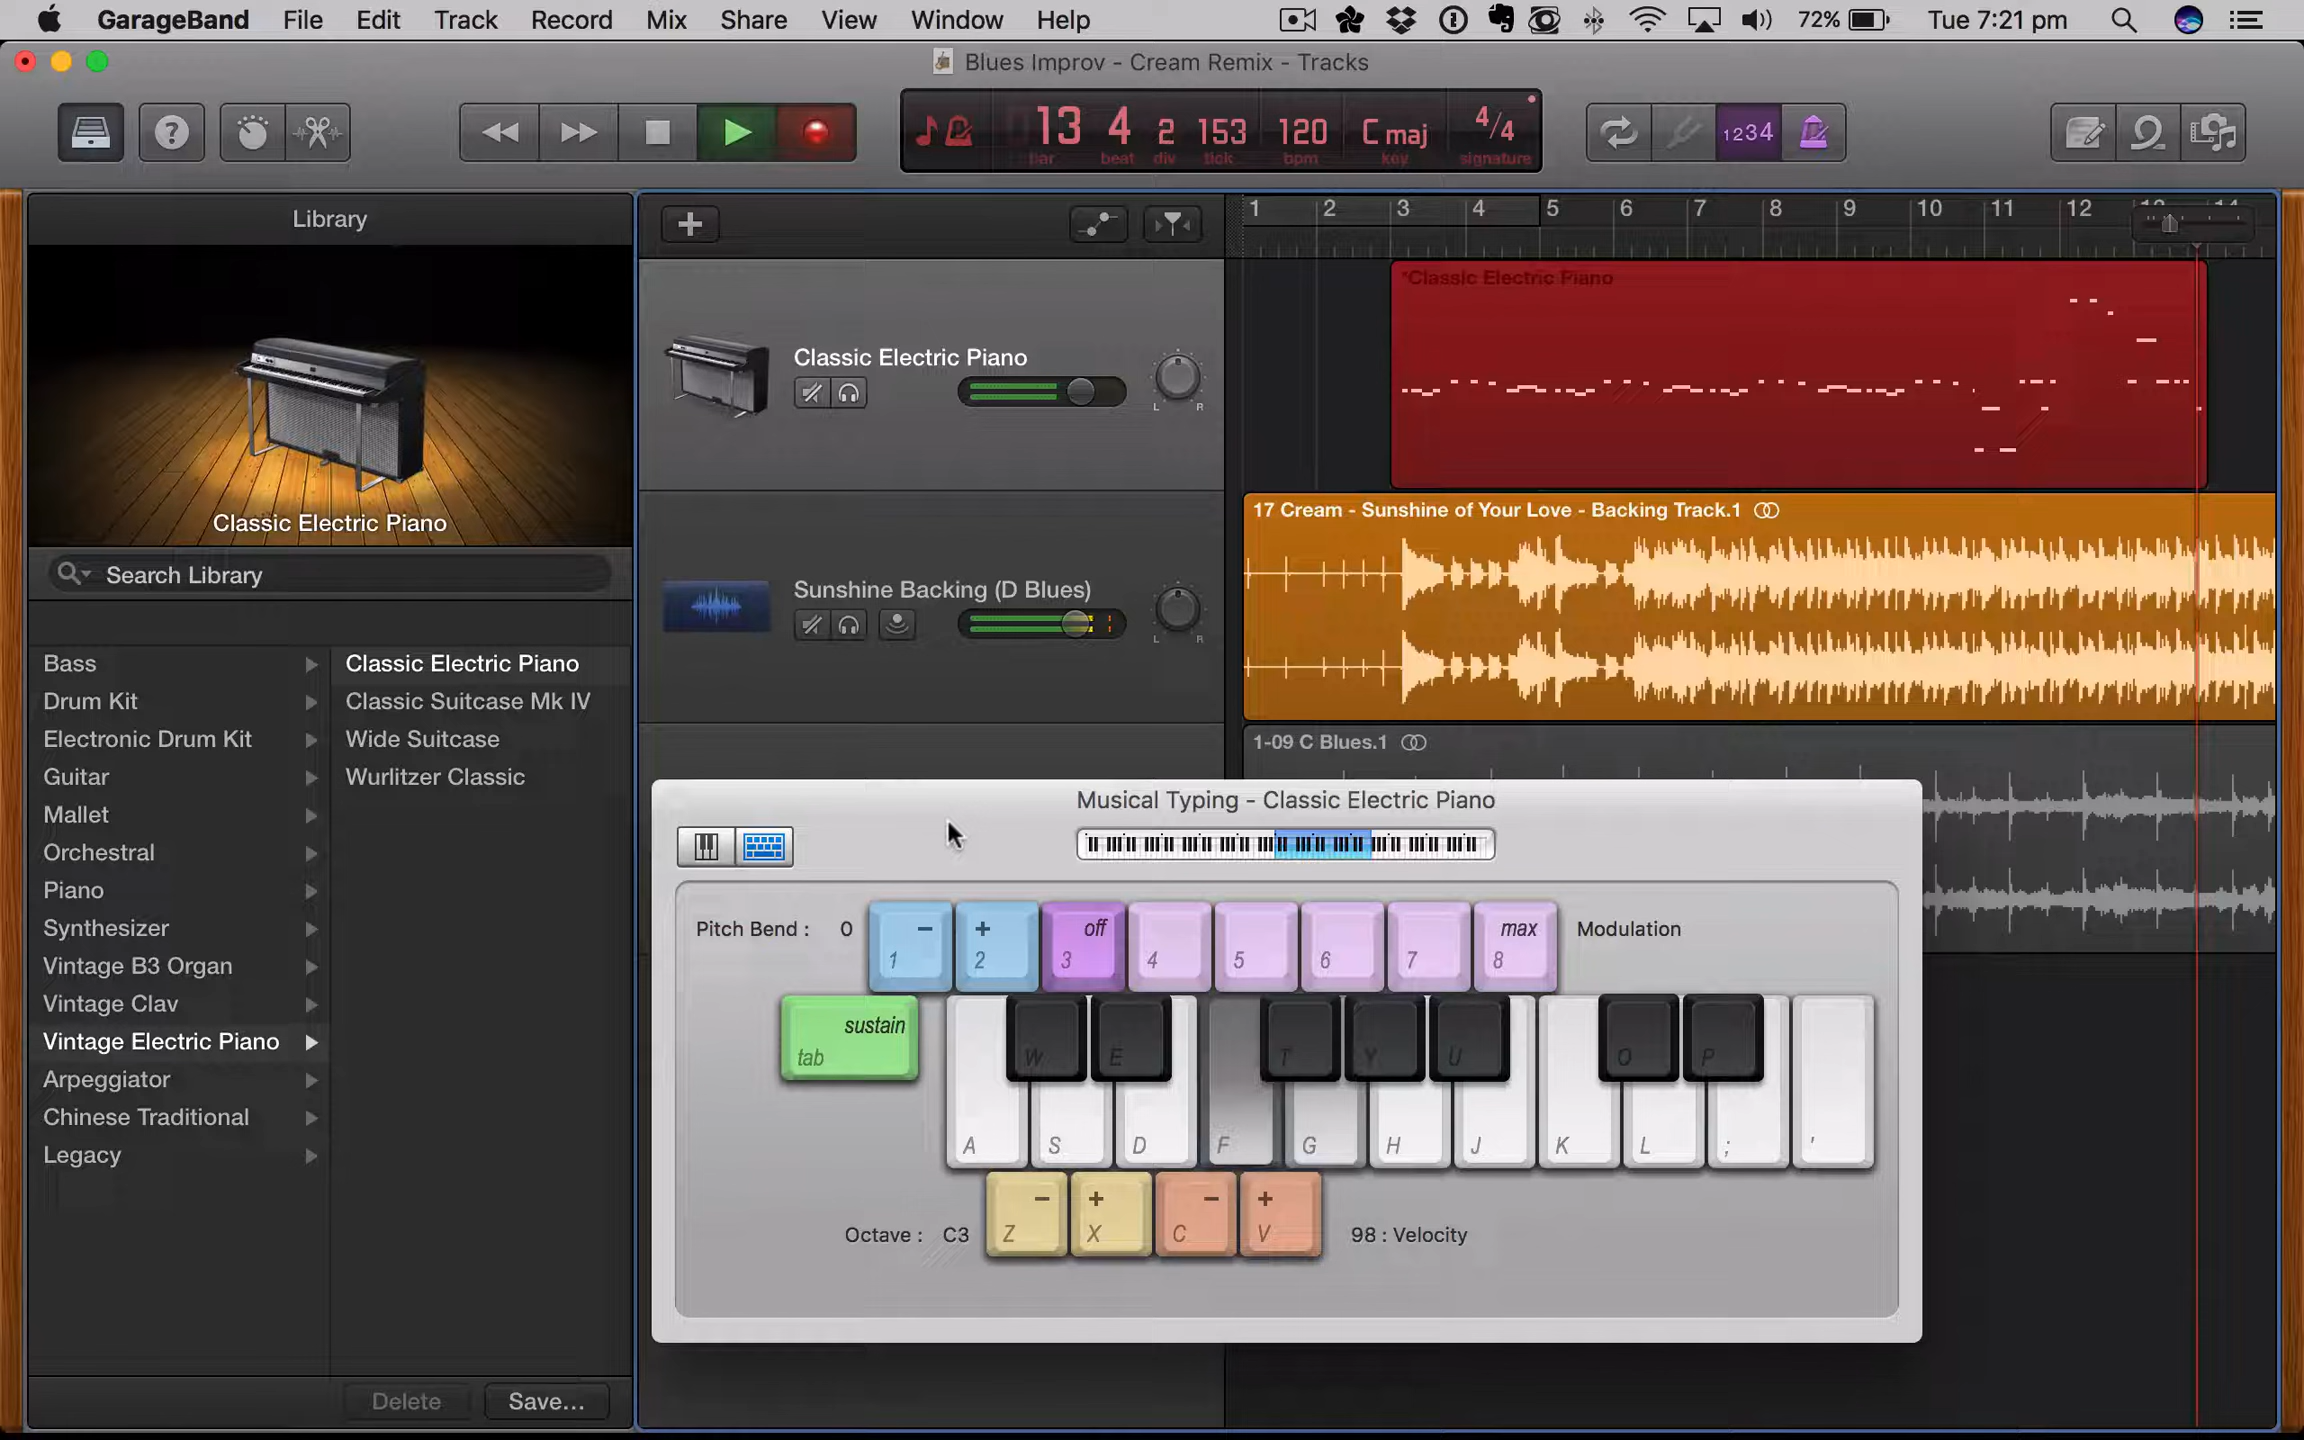 GarageBand File Edit Track Record Mix Share View Window Help 72% Tue 7:21 pm
Blues Improv - Cream Remix - Tracks
13 4 2 153 120 C maj 4/4
bar beat div tick bpm key signature
1234
Library
1 2 3 4 5 6 7 8 9 10 11 12 13 14
Classic Electric Piano
Search Library
Bass
Drum Kit
Electronic Drum Kit
Guitar
Mallet
Orchestral
Piano
Synthesizer
Vintage B3 Organ
Vintage Clav
Vintage Electric Piano
Arpeggiator
Chinese Traditional
Legacy
Classic Electric Piano
Classic Suitcase Mk IV
Wide Suitcase
Wurlitzer Classic
Delete Save...
Classic Electric Piano
L R
*Classic Electric Piano
Sunshine Backing (D Blues)
L R
17 Cream - Sunshine of Your Love - Backing Track.1
1-09 C Blues.1
Musical Typing - Classic Electric Piano
Pitch Bend : 0 − + off max Modulation
1 2 3 4 5 6 7 8
sustain
tab W E T Y U O P
A S D F G H J K L ; '
− + − +
Octave : C3 Z X C V 98 : Velocity